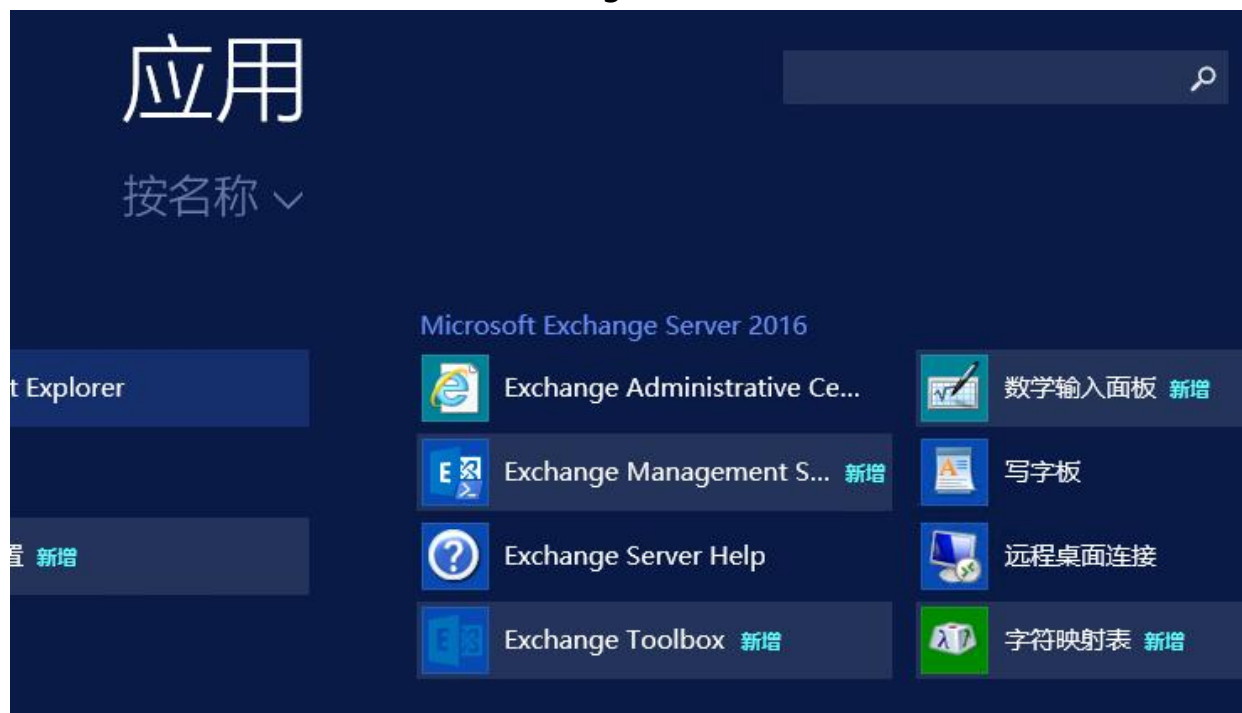 应用
按名称
t Explorer
置 新增
Microsoft Exchange Server 2016
Exchange Administrative Ce...
Exchange Management S... 新增
Exchange Server Help
Exchange Toolbox 新增
数学输入面板 新增
写字板
远程桌面连接
字符映射表 新增